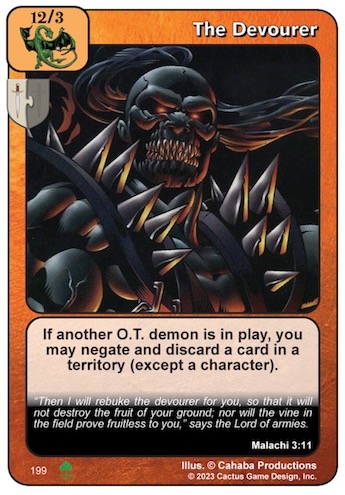 12/3
The Devourer
If another O.T. demon is in play, you
may negate and discard a card in a
territory (except a character).
"Then I will rebuke the devourer for you, so that it will
not destroy the fruit of your ground; nor will the vine in
the field prove fruitless to you," says the Lord of armies.
Malachi 3:11
199
Illus. © Cahaba Productions
© 2023 Cactus Game Design, Inc.